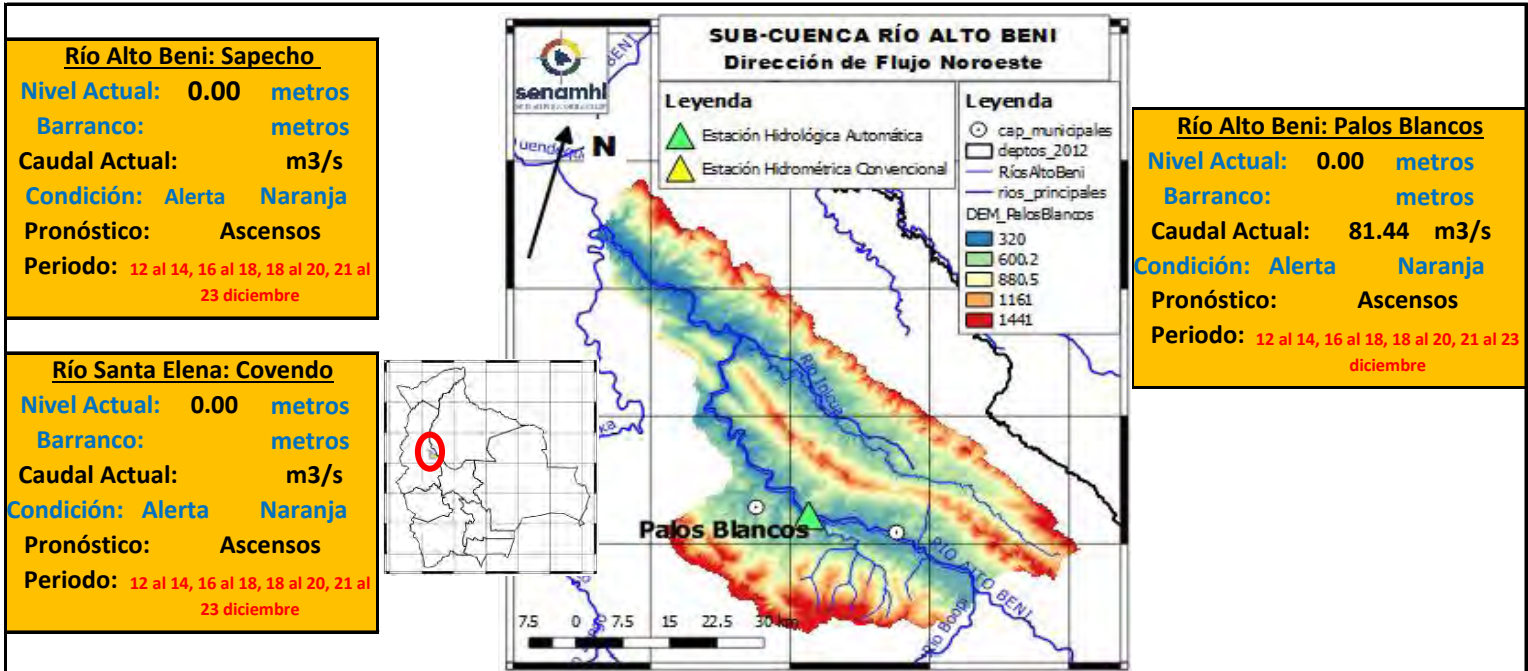 Río Alto Beni: Sapecho
Nivel Actual: 0.00 metros
Barranco: metros
Caudal Actual: m3/s
Condición: Alerta Naranja
Pronóstico: Ascensos
Periodo: 12 al 14, 16 al 18, 18 al 20, 21 al
23 diciembre
Río Santa Elena: Covendo
Nivel Actual: 0.00 metros
Barranco: metros
Caudal Actual: m3/s
Condición: Alerta Naranja
Pronóstico: Ascensos
Periodo: 12 al 14, 16 al 18, 18 al 20, 21 al
23 diciembre
senamhi
BENI
SUB-CUENCA RÍO ALTO BENI
Dirección de Flujo Noroeste
Leyenda
Estación Hidrológica Automática
Estación Hidrométrica Convencional
Leyenda
cap_municipales
deptos_2012
RíosAltoBeni
rios_principales
DEM_PalosBlancos
320
600.2
880.5
1161
1441
N
Río Inicua
Palos Blancos
RÍO ALTO BENI
Río Boopi
7.5 0 7.5 15 22.5 30 km
Río Alto Beni: Palos Blancos
Nivel Actual: 0.00 metros
Barranco: metros
Caudal Actual: 81.44 m3/s
Condición: Alerta Naranja
Pronóstico: Ascensos
Periodo: 12 al 14, 16 al 18, 18 al 20, 21 al 23
diciembre